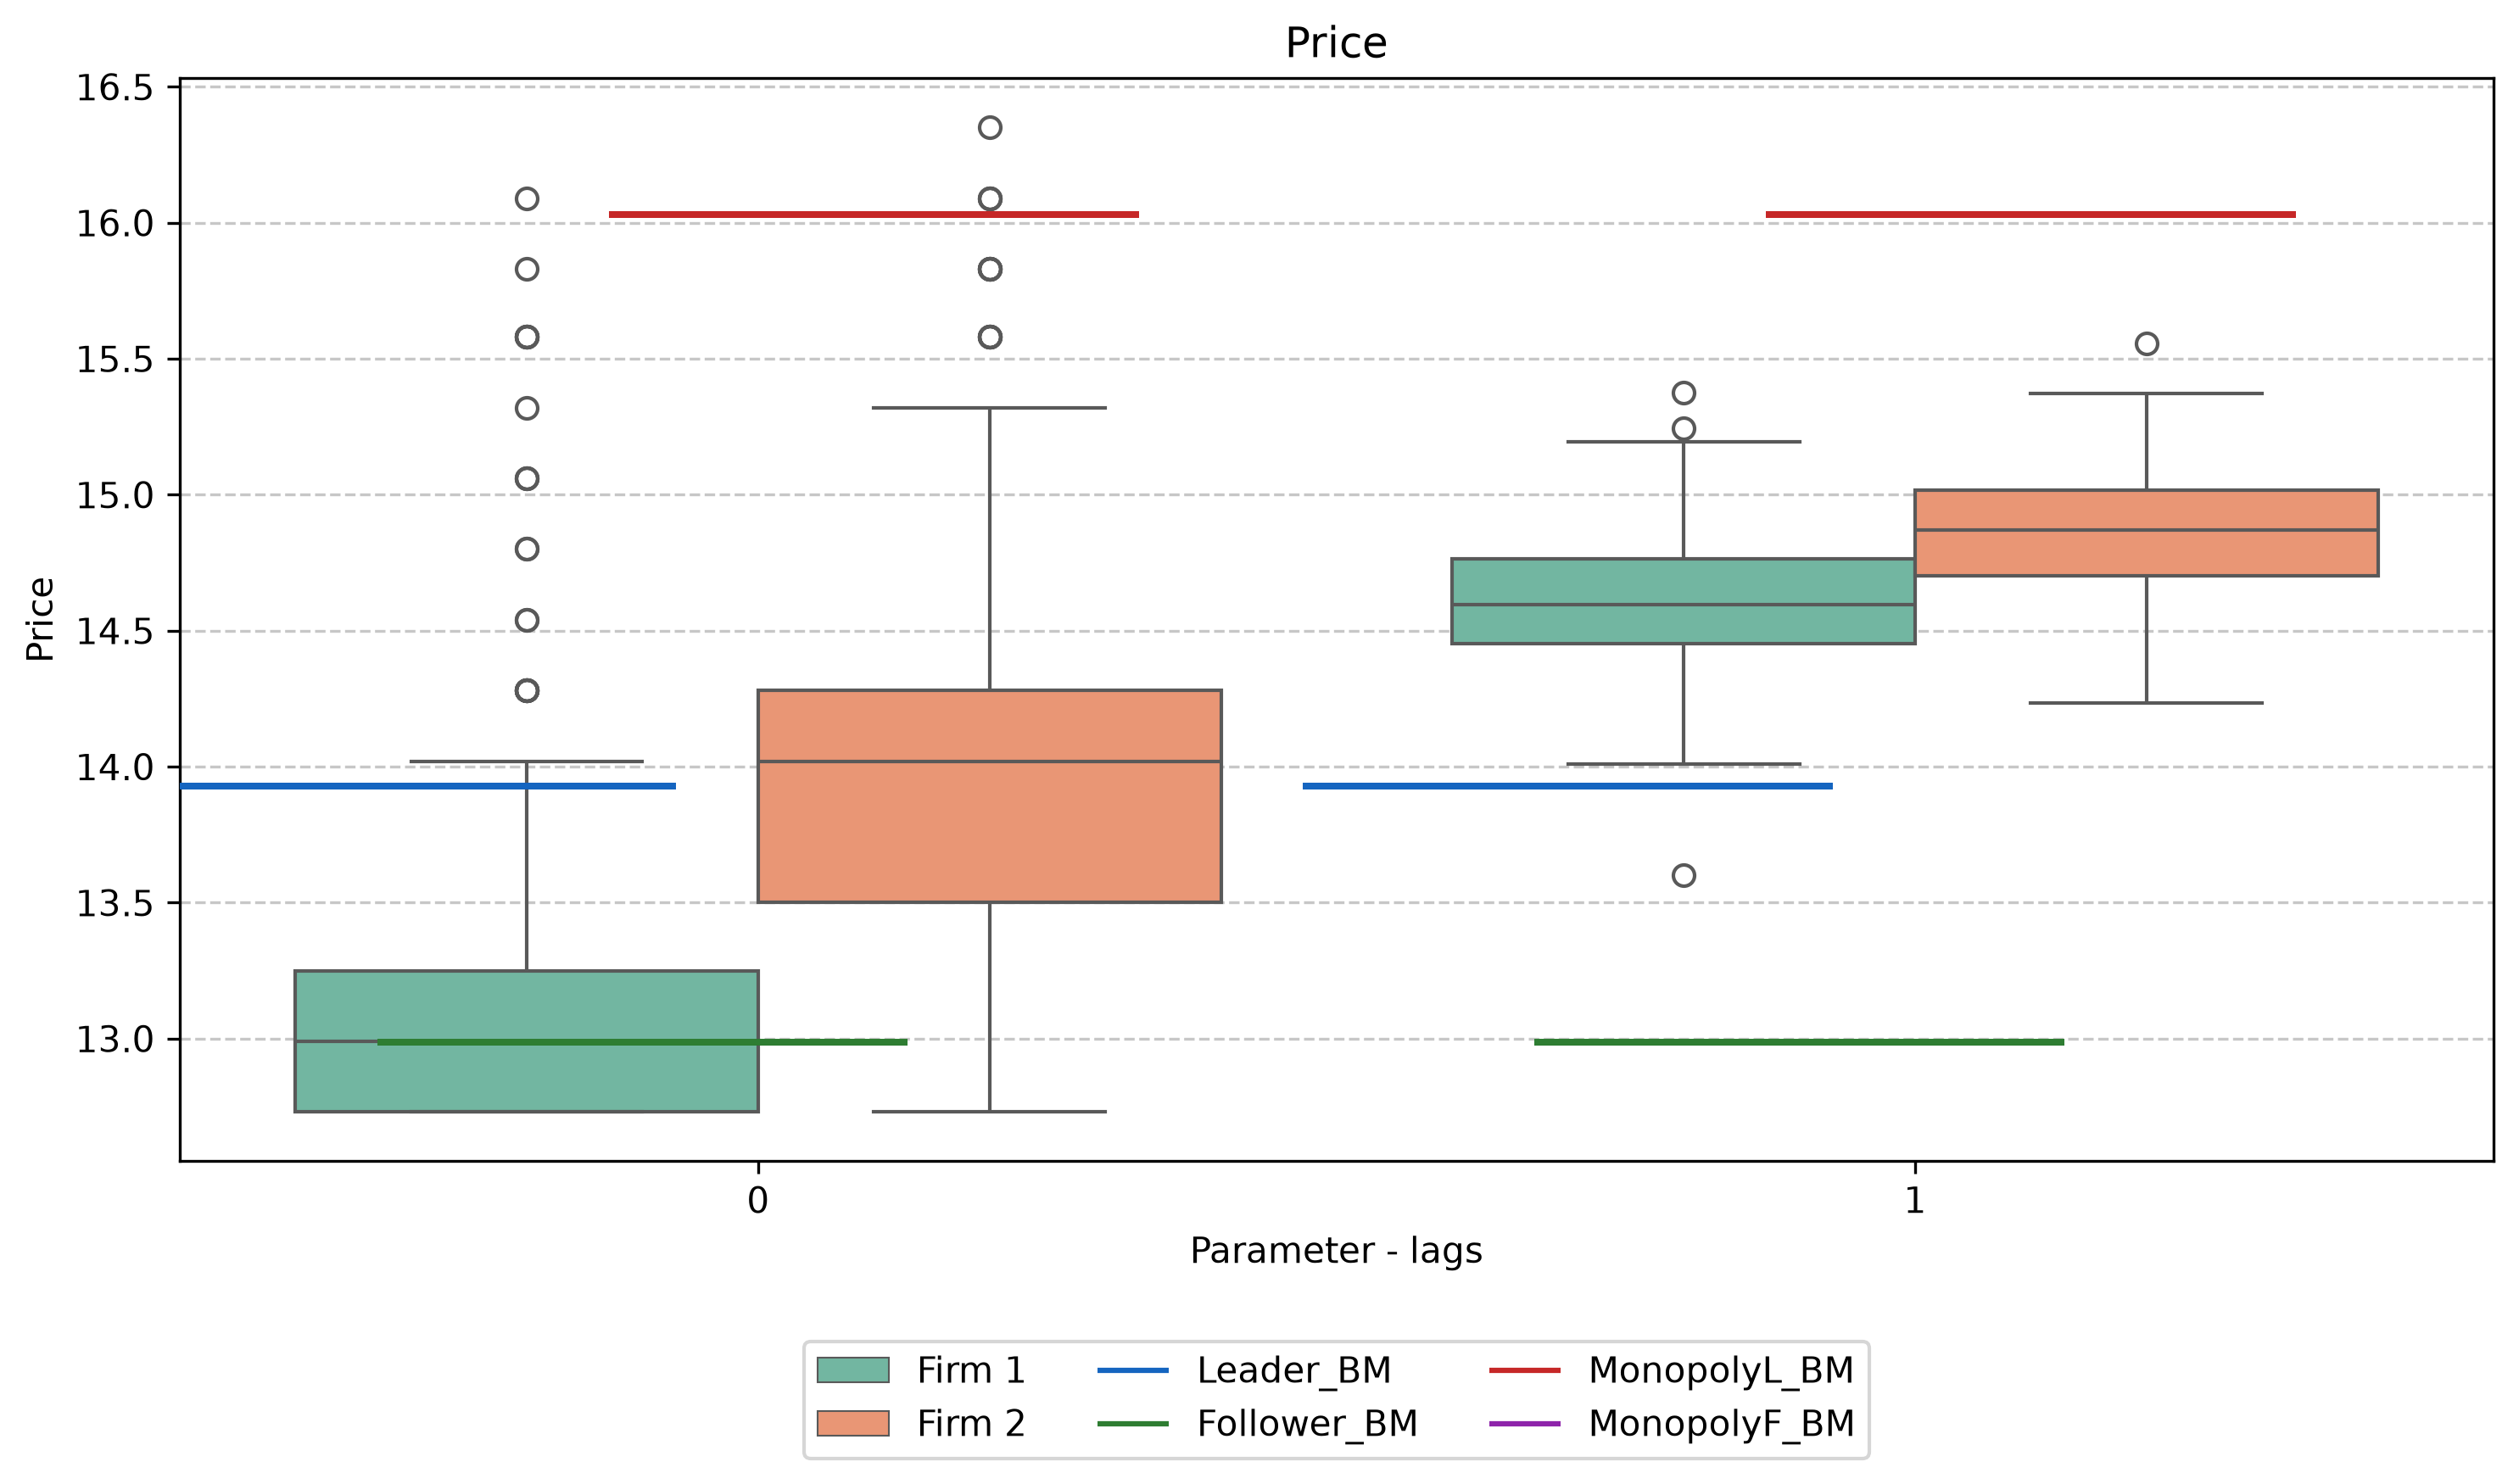 Price
16.5
16.0
15.5
15.0
14.5
14.0
13.5
13.0
Price
0 1
Parameter - lags
Firm 1 Leader_BM MonopolyL_BM
Firm 2 Follower_BM MonopolyF_BM